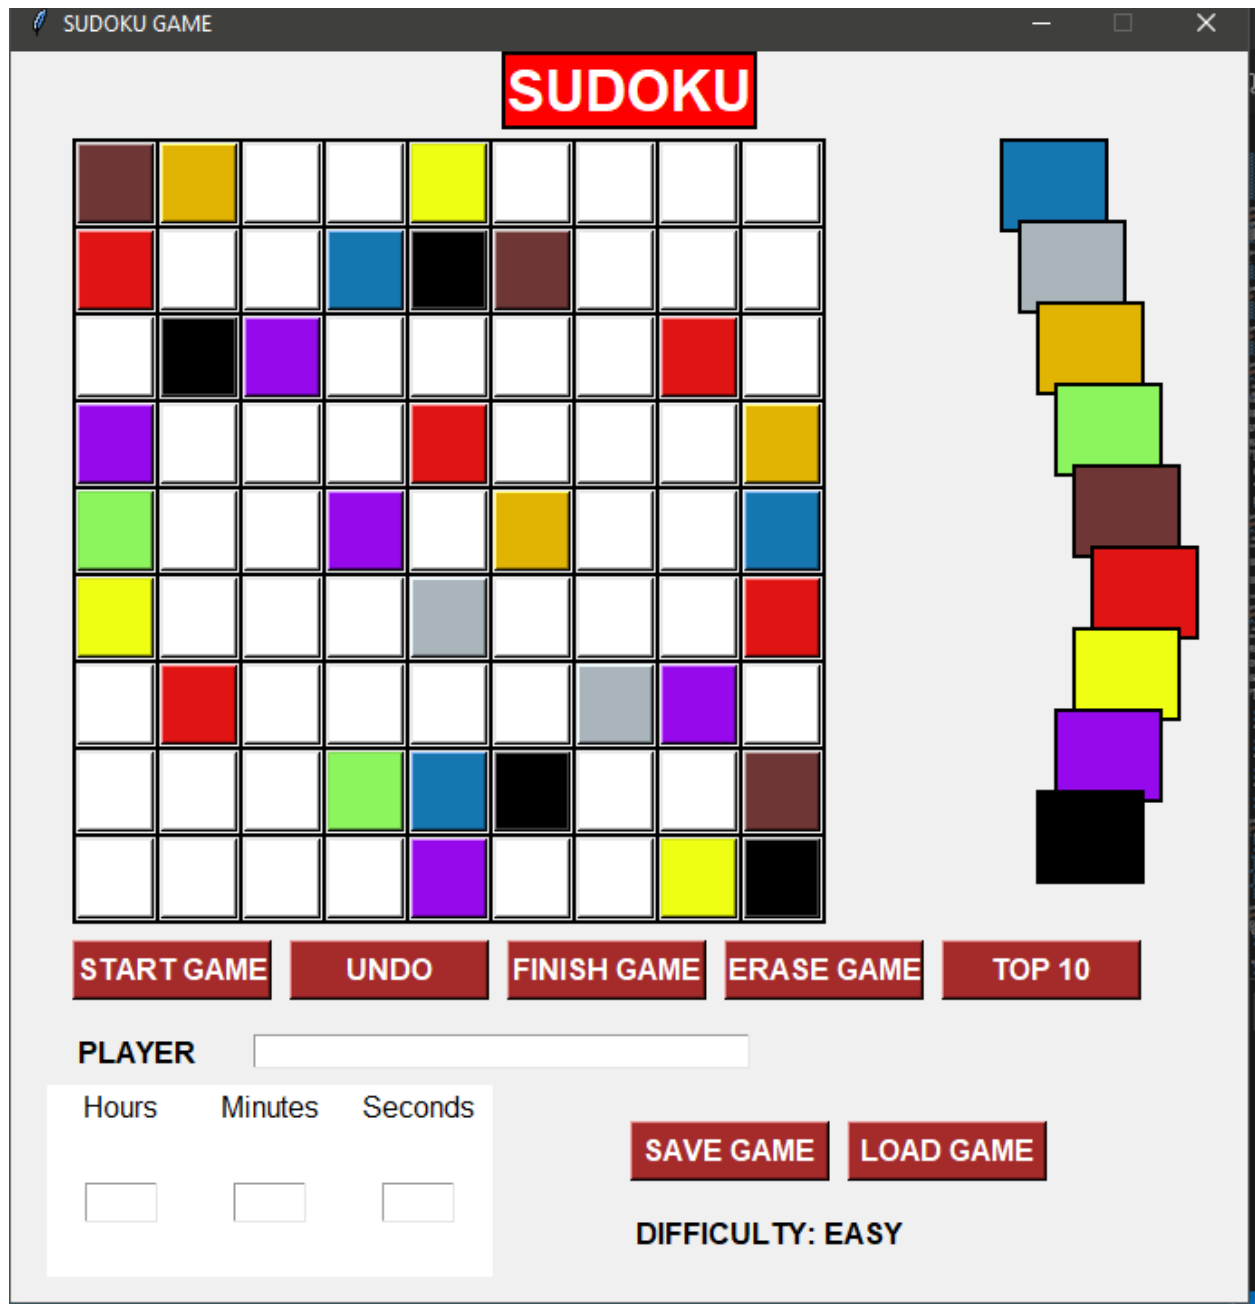 SUDOKU GAME
SUDOKU
START GAME UNDO FINISH GAME ERASE GAME TOP 10
PLAYER
Hours Minutes Seconds
SAVE GAME LOAD GAME
DIFFICULTY: EASY